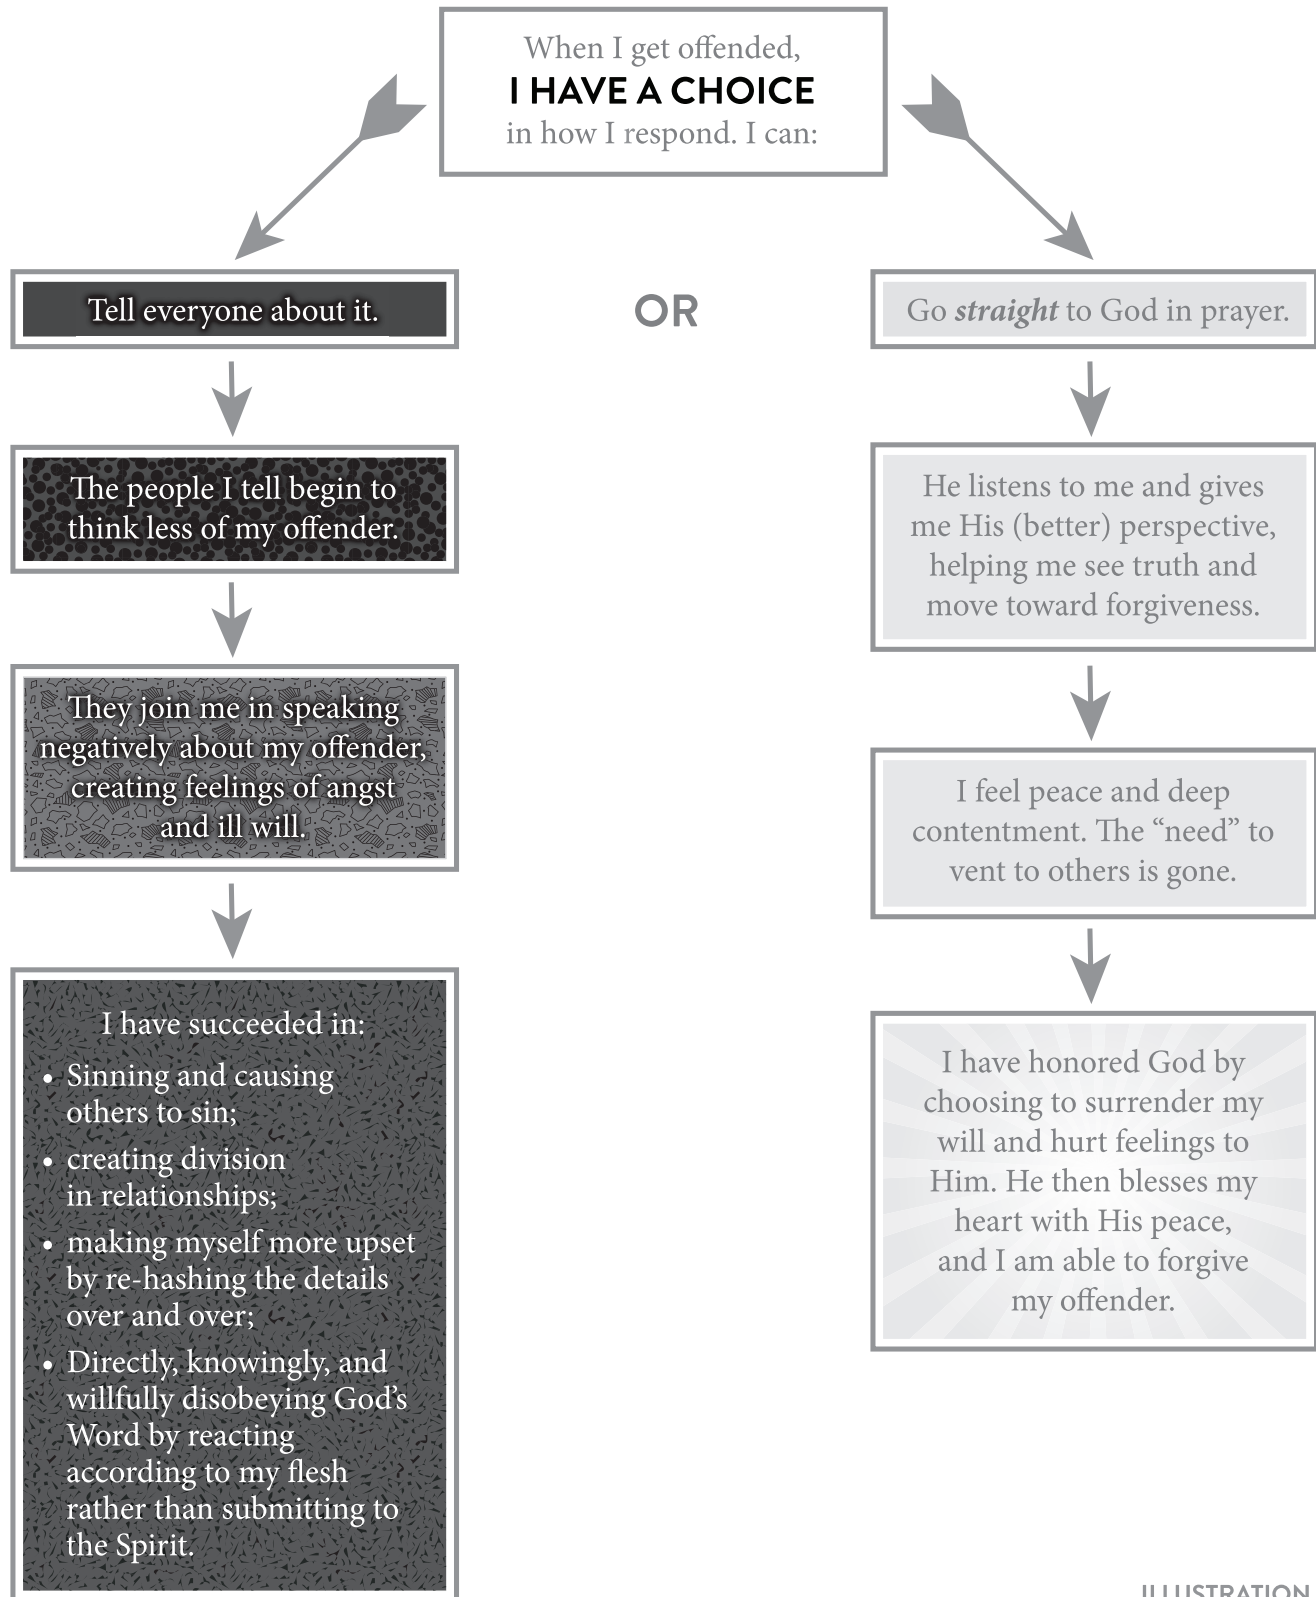 When I get offended,
I HAVE A CHOICE
in how I respond. I can:
Tell everyone about it.
The people I tell begin to
think less of my offender.
They join me in speaking
negatively about my offender,
creating feelings of angst
and ill will.
I have succeeded in:
• Sinning and causing
others to sin;
• creating division
in relationships;
• making myself more upset
by re-hashing the details
over and over;
• Directly, knowingly, and
willfully disobeying God’s
Word by reacting
according to my flesh
rather than submitting to
the Spirit.
OR
Go straight to God in prayer.
He listens to me and gives
me His (better) perspective,
helping me see truth and
move toward forgiveness.
I feel peace and deep
contentment. The “need” to
vent to others is gone.
I have honored God by
choosing to surrender my
will and hurt feelings to
Him. He then blesses my
heart with His peace,
and I am able to forgive
my offender.
ILLUSTRATION